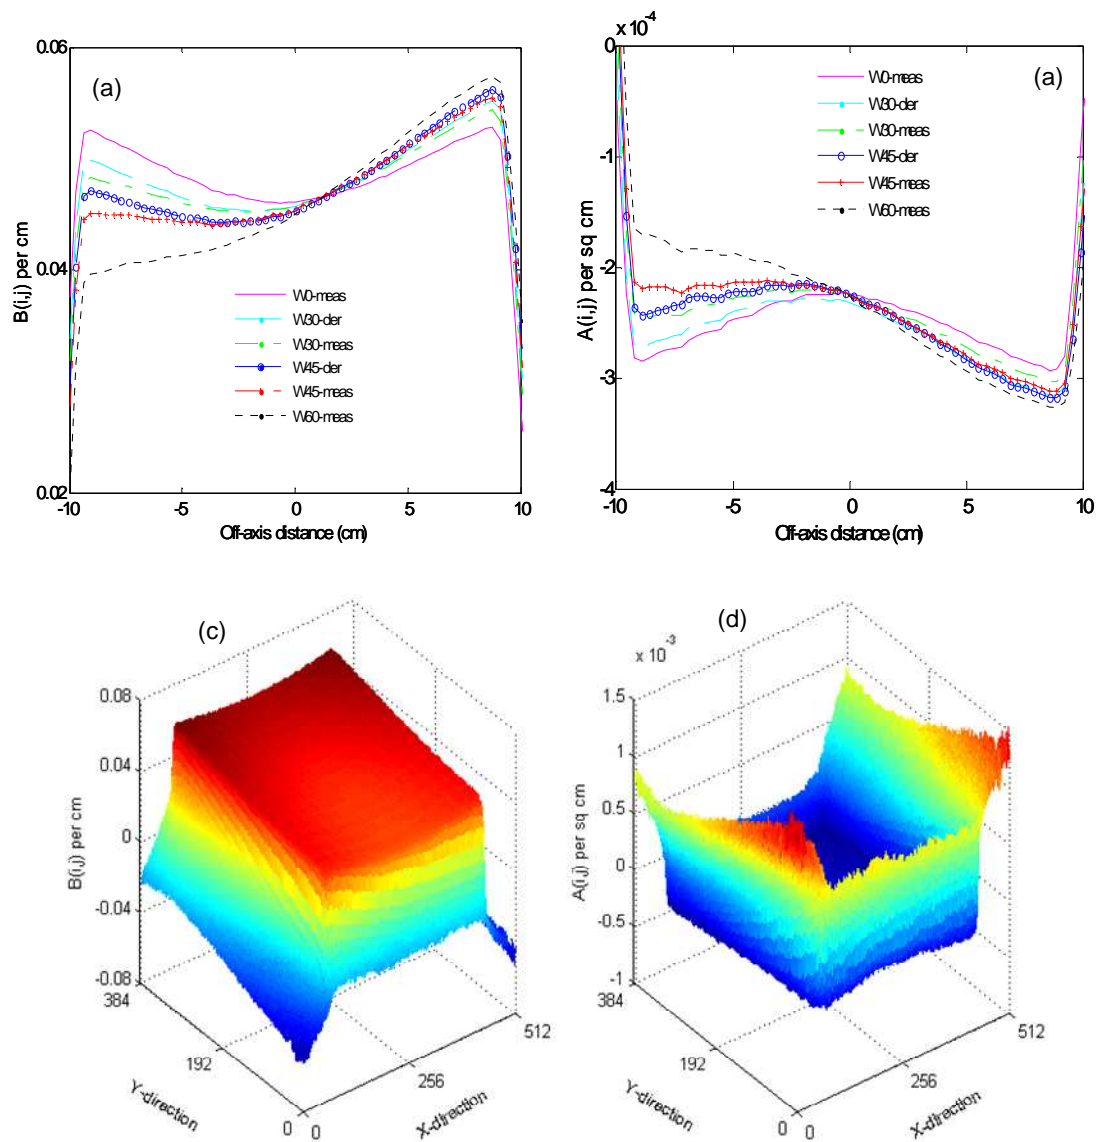 (a)
0.06
0.04
0.02
B(i,j) per cm
W0-meas
W30-der
W30-meas
W45-der
W45-meas
W60-meas
-10
-5
0
5
10
Off-axis distance (cm)
x 10-4
(a)
0
-1
-2
-3
-4
A(i,j) per sq cm
W0-meas
W30-der
W30-meas
W45-der
W45-meas
W60-meas
-10
-5
0
5
10
Off-axis distance (cm)
(c)
0.08
0.04
0
-0.04
-0.08
B(i,j) per cm
384
192
0
Y-direction
0
256
512
X-direction
(d)
x 10-3
1.5
1
0.5
0
-0.5
-1
A(i,j) per sq cm
384
192
0
Y-direction
0
256
512
X-direction